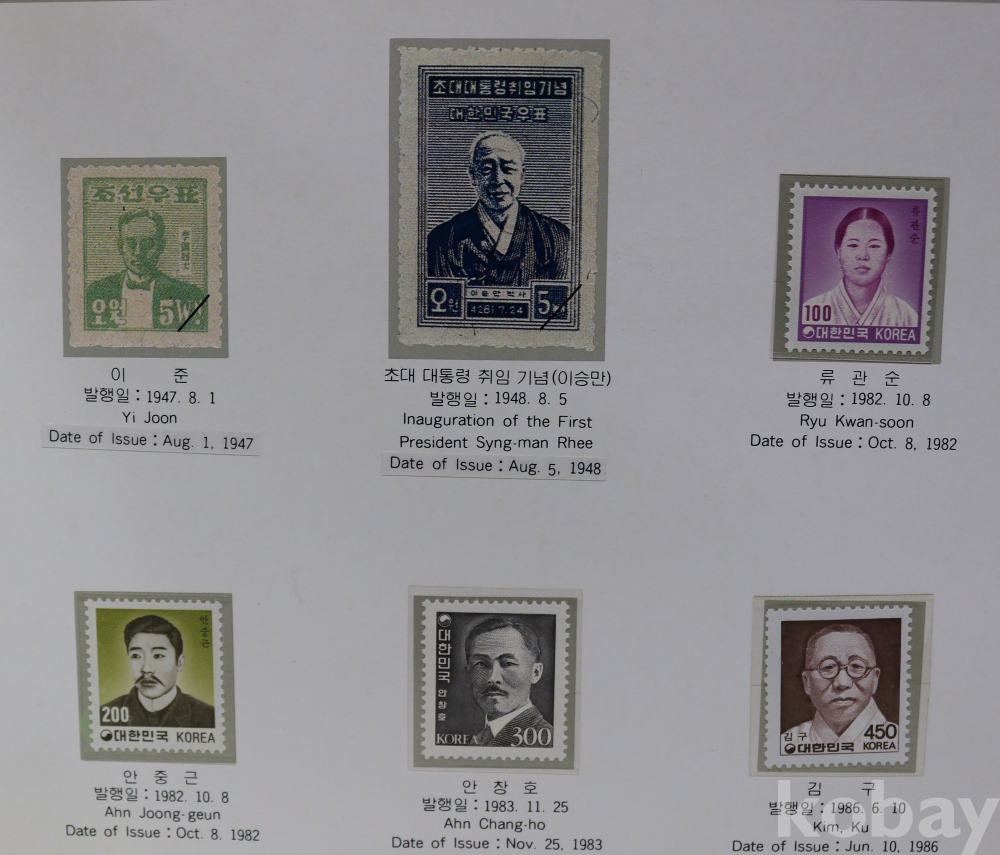 조선우표
오원 5W!
이 준
발행일 : 1947. 8. 1
Yi Joon
Date of Issue : Aug. 1, 1947
초대대통령취임기념
대한민국우표
이승만박사
오원 4281.7.24 5
초대 대통령 취임 기념 (이승만)
발행일 : 1948. 8. 5
Inauguration of the First
President Syng-man Rhee
Date of Issue : Aug. 5, 1948
류관순
100
대한민국 KOREA
류 관 순
발행일 : 1982. 10. 8
Ryu Kwan-soon
Date of Issue : Oct. 8, 1982
안중근
200
대한민국 KOREA
안 중 근
발행일 : 1982. 10. 8
Ahn Joong-geun
Date of Issue : Oct. 8, 1982
대한민국
안창호
KOREA 300
안 창 호
발행일 : 1983. 11. 25
Ahn Chang-ho
Date of Issue : Nov. 25, 1983
김구 450
대한민국 KOREA
김 구
발행일 : 1986. 6. 10
Kim, Ku
Date of Issue : Jun. 10, 1986
kobay